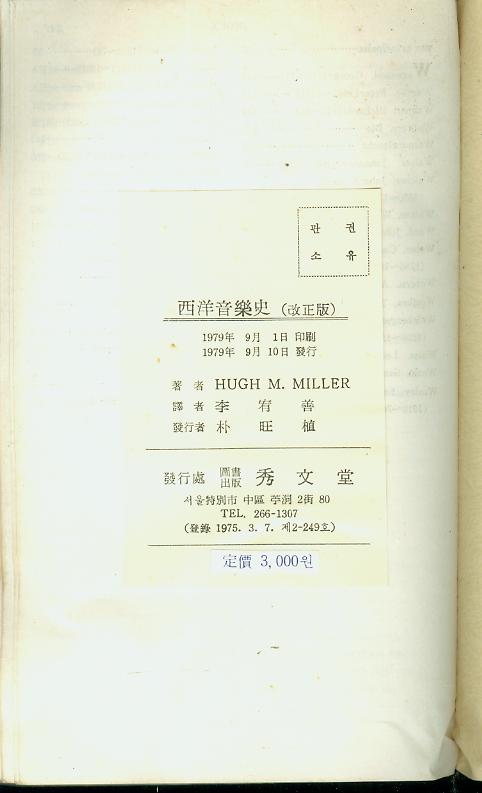 판 권
소 유
西洋音樂史 (改正版)
1979年 9月 1日 印刷
1979年 9月 10日 發行
著 者 HUGH M. MILLER
譯 者 李 宥 善
發行者 朴 旺 植
發行處 圖書出版 秀 文 堂
서울特別市 中區 苧洞 2街 80
TEL. 266-1307
(登錄 1975. 3. 7. 제2-249호)
定價 3,000원